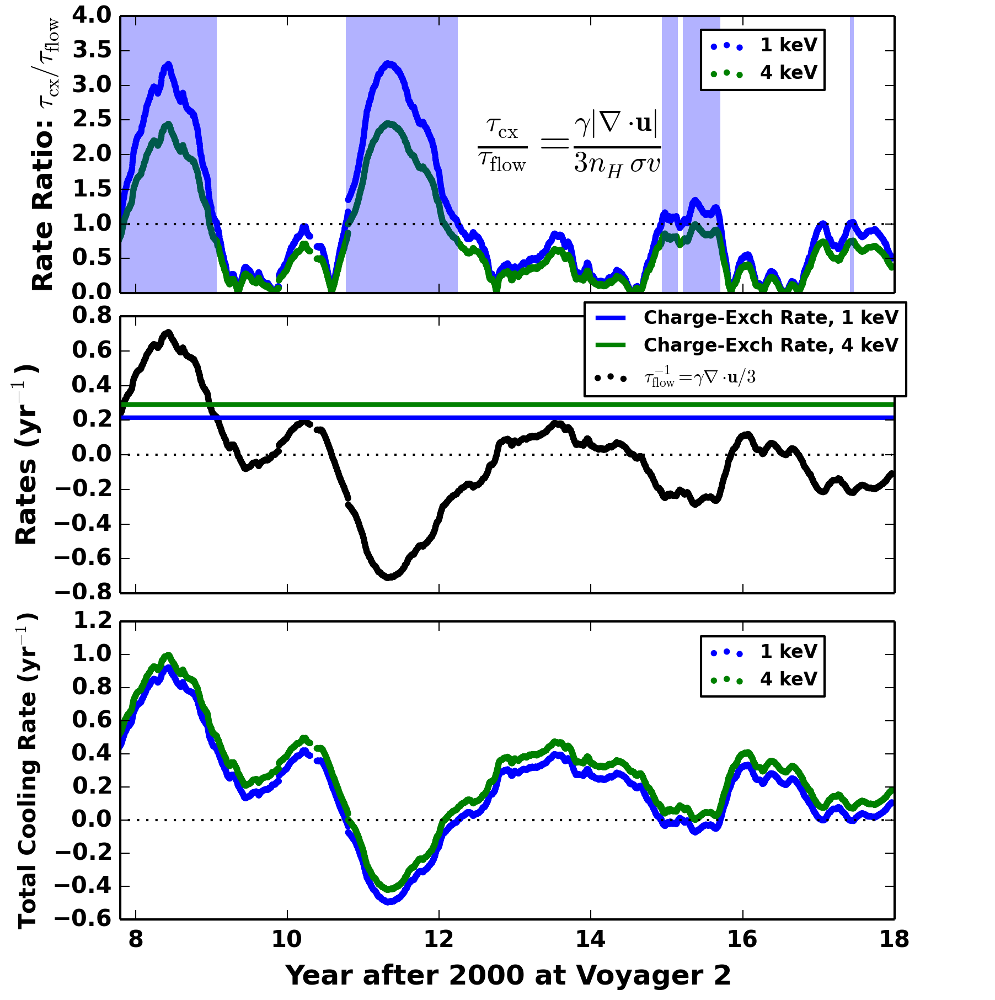 Rate Ratio: τcx/τflow
4.0
3.5
3.0
2.5
2.0
1.5
1.0
0.5
0.0
1 keV
4 keV
τcx/τflow = γ|∇·u|/3nH σv
Rates (yr−1)
0.8
0.6
0.4
0.2
0.0
−0.2
−0.4
−0.6
−0.8
Charge-Exch Rate, 1 keV
Charge-Exch Rate, 4 keV
τ−1flow = γ∇·u/3
Total Cooling Rate (yr−1)
1.2
1.0
0.8
0.6
0.4
0.2
0.0
−0.2
−0.4
−0.6
1 keV
4 keV
8 10 12 14 16 18
Year after 2000 at Voyager 2